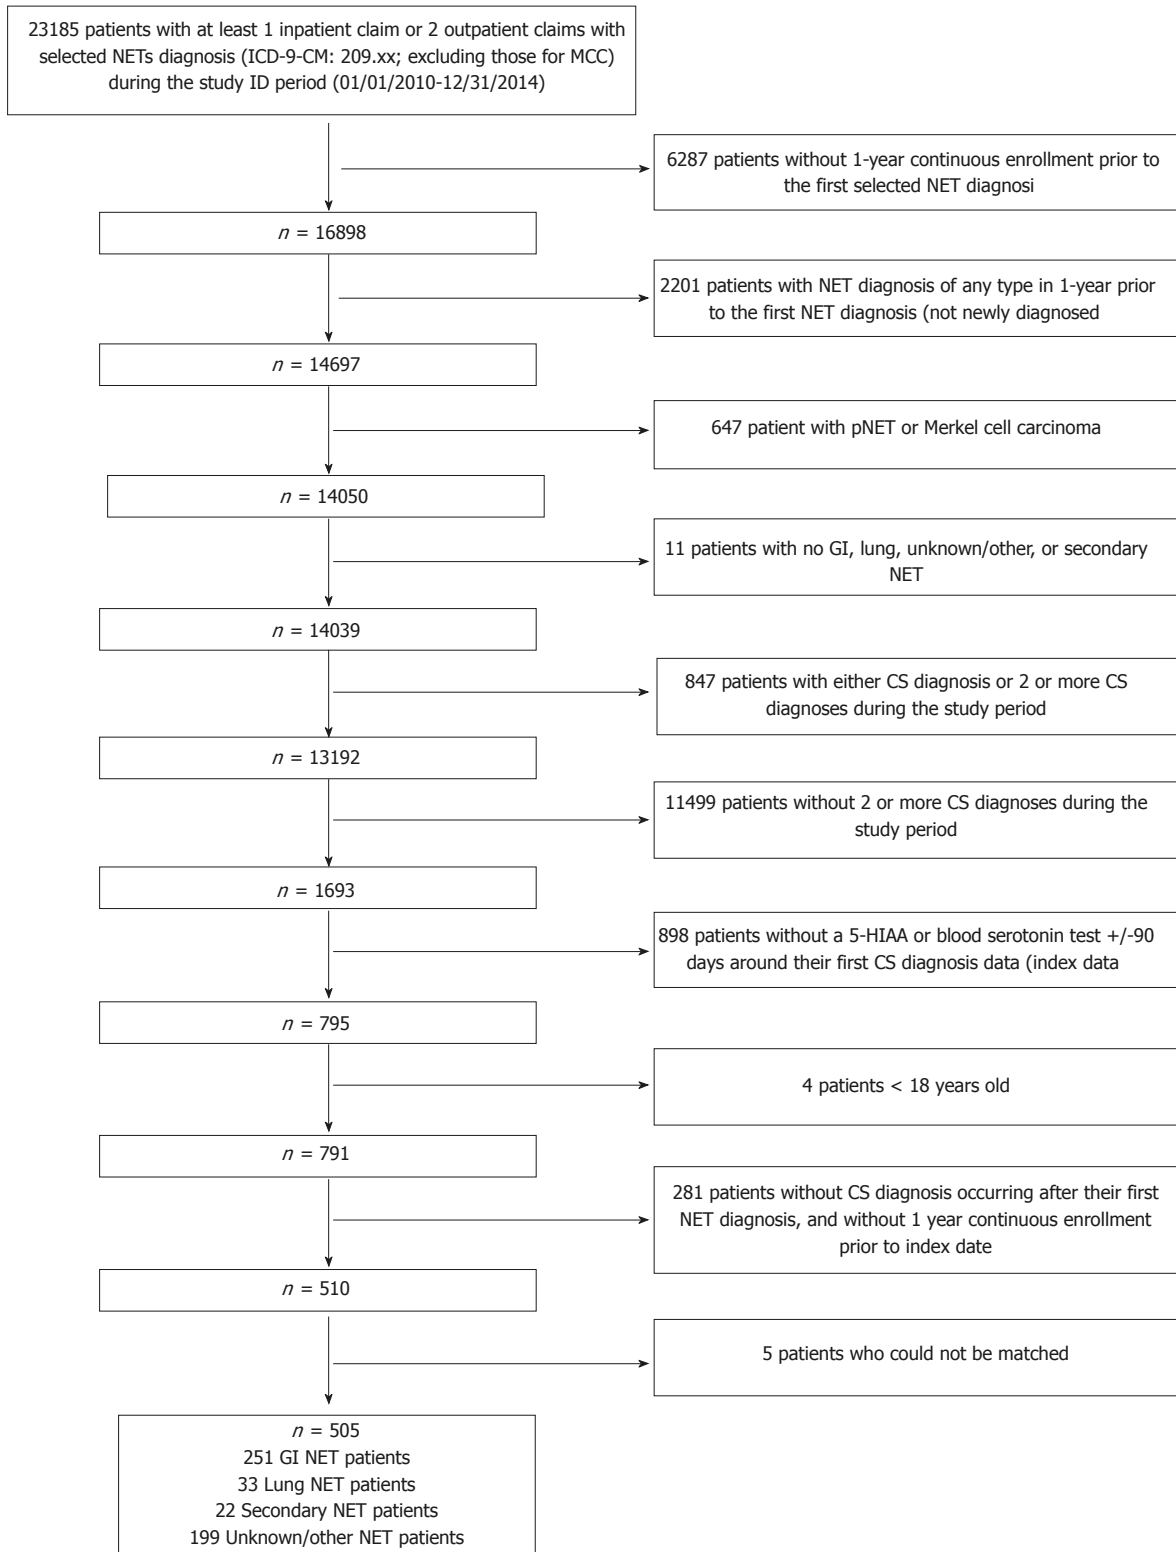 23185 patients with at least 1 inpatient claim or 2 outpatient claims with
selected NETs diagnosis (ICD-9-CM: 209.xx; excluding those for MCC)
during the study ID period (01/01/2010-12/31/2014)
6287 patients without 1-year continuous enrollment prior to
the first selected NET diagnosi
n = 16898
2201 patients with NET diagnosis of any type in 1-year prior
to the first NET diagnosis (not newly diagnosed
n = 14697
647 patient with pNET or Merkel cell carcinoma
n = 14050
11 patients with no GI, lung, unknown/other, or secondary
NET
n = 14039
847 patients with either CS diagnosis or 2 or more CS
diagnoses during the study period
n = 13192
11499 patients without 2 or more CS diagnoses during the
study period
n = 1693
898 patients without a 5-HIAA or blood serotonin test +/-90
days around their first CS diagnosis data (index data
n = 795
4 patients < 18 years old
n = 791
281 patients without CS diagnosis occurring after their first
NET diagnosis, and without 1 year continuous enrollment
prior to index date
n = 510
5 patients who could not be matched
n = 505
251 GI NET patients
33 Lung NET patients
22 Secondary NET patients
199 Unknown/other NET patients